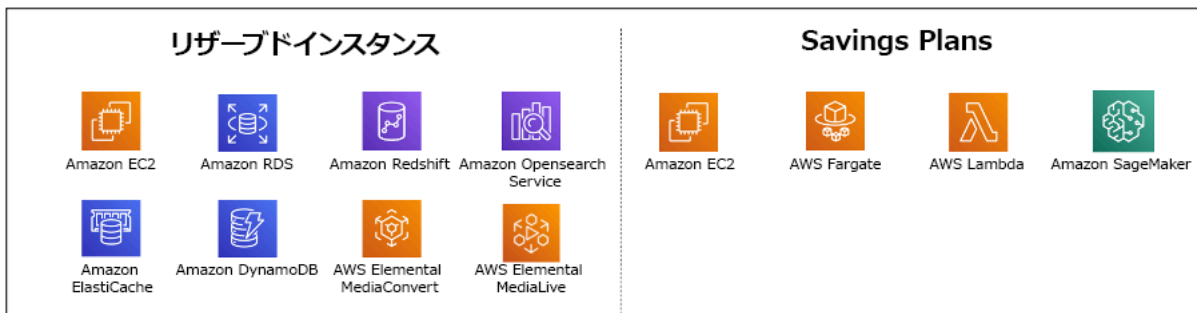 リザーブドインスタンス
Savings Plans
Amazon EC2
Amazon RDS
Amazon Redshift
Amazon Opensearch
Service
Amazon EC2
AWS Fargate
AWS Lambda
Amazon SageMaker
Amazon
ElastiCache
Amazon DynamoDB
AWS Elemental
MediaConvert
AWS Elemental
MediaLive